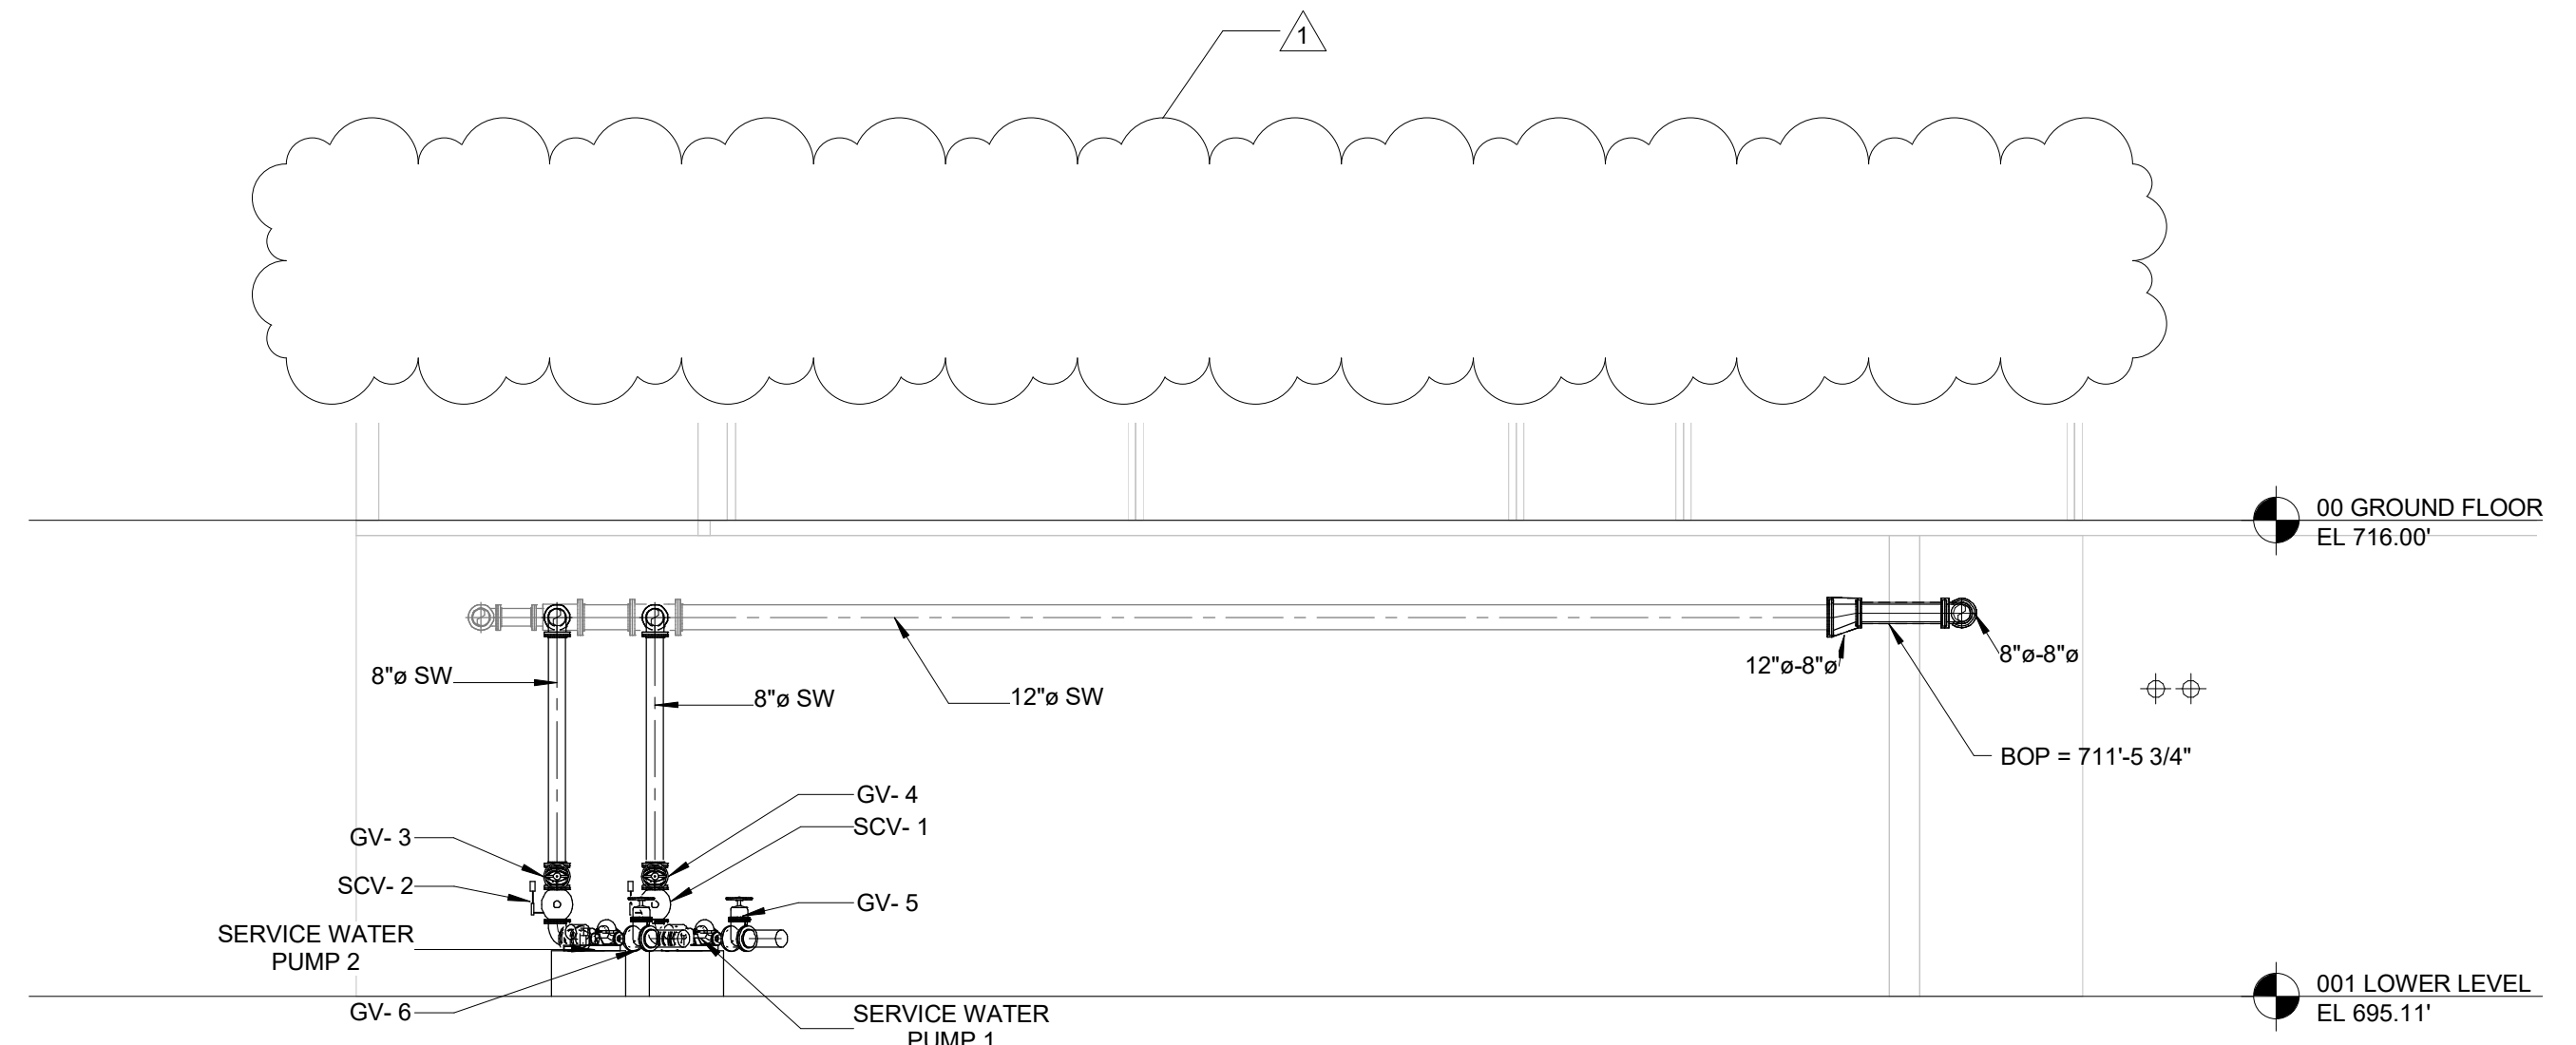 1
00 GROUND FLOOR
EL 716.00'
8"ø SW
8"ø SW
12"ø SW
12"ø-8"ø
8"ø-8"ø
BOP = 711'-5 3/4"
GV- 4
SCV- 1
GV- 3
SCV- 2
GV- 5
SERVICE WATER
PUMP 2
GV- 6
SERVICE WATER
PUMP 1
001 LOWER LEVEL
EL 695.11'